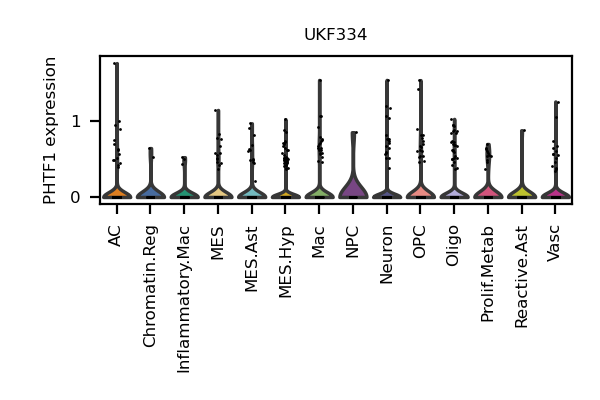 UKF334
PHTF1 expression
1
0
AC
Chromatin.Reg
Inflammatory.Mac
MES
MES.Ast
MES.Hyp
Mac
NPC
Neuron
OPC
Oligo
Prolif.Metab
Reactive.Ast
Vasc